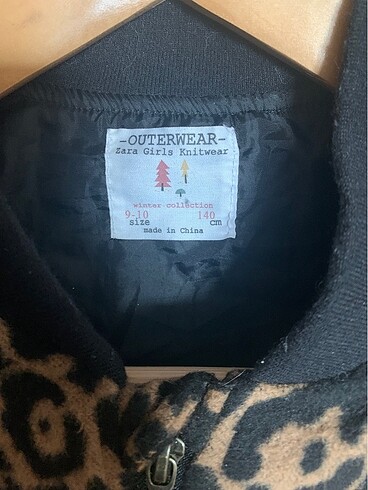 -OUTERWEAR-
Zara Girls Knitwear
winter collection
9-10 140
size cm
made in China